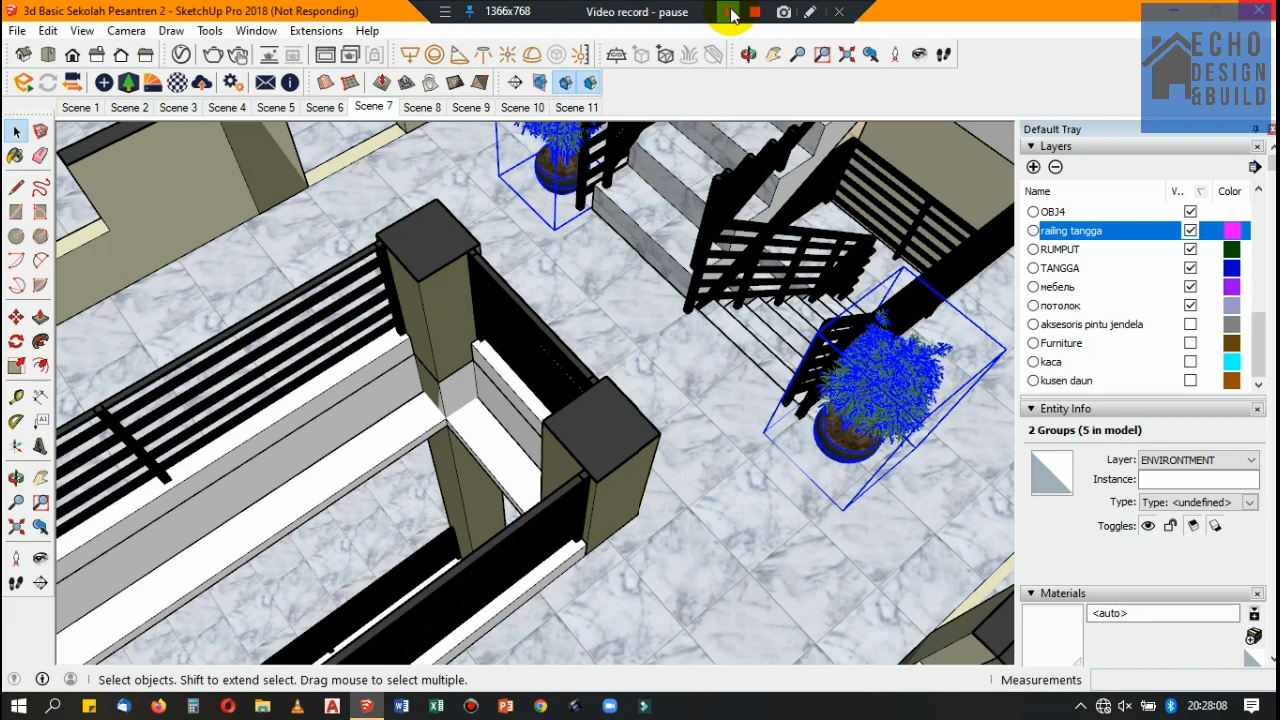 3d Basic Sekolah Pesantren 2 - SketchUp Pro 2018 (Not Responding)
1366x768
Video record - pause
File Edit View Camera Draw Tools Window Extensions Help
ECHO
DESIGN
&BUILD
Scene 1 Scene 2 Scene 3 Scene 4 Scene 5 Scene 6 Scene 7 Scene 8 Scene 9 Scene 10 Scene 11
Default Tray
Layers
Name V.. Color
OBJ4
railing tangga
RUMPUT
TANGGA
мебель
потолок
aksesoris pintu jendela
Furniture
kaca
kusen daun
Entity Info
2 Groups (5 in model)
Layer: ENVIRONTMENT
Instance:
Type: Type: <undefined>
Toggles:
Materials
<auto>
Select objects. Shift to extend select. Drag mouse to select multiple.
Measurements
20:28:08